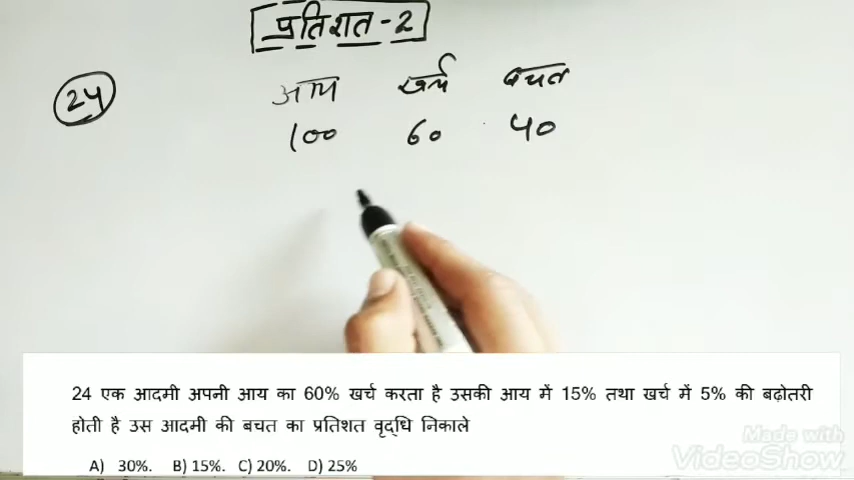 प्रतिशत-2
24 आय खर्च बचत
100 60 40
24 एक आदमी अपनी आय का 60% खर्च करता है उसकी आय में 15% तथा खर्च में 5% की बढ़ोतरी
होती है उस आदमी की बचत का प्रतिशत वृद्धि निकाले
A) 30%. B) 15%. C) 20%. D) 25%
Made with
VideoShow